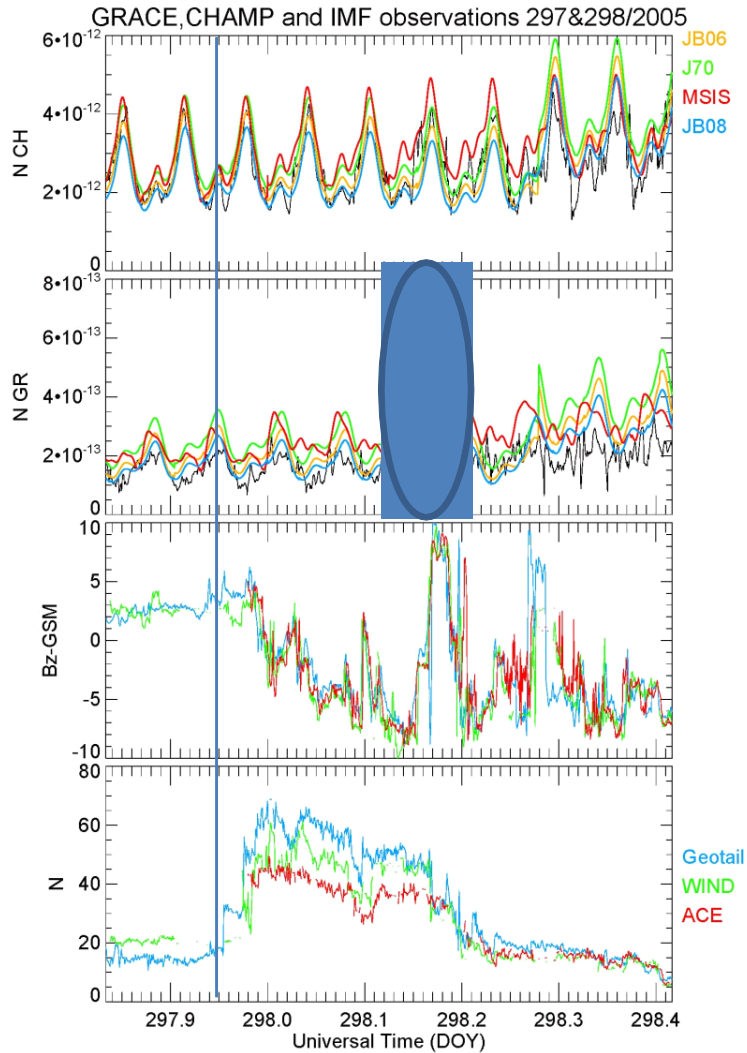 GRACE,CHAMP and IMF observations 297&298/2005
JB06
J70
MSIS
JB08
6•10-12
4•10-12
2•10-12
0
N CH
8•10-13
6•10-13
4•10-13
2•10-13
0
N GR
10
5
0
-5
-10
Bz-GSM
80
60
40
20
0
N
Geotail
WIND
ACE
297.9 298.0 298.1 298.2 298.3 298.4
Universal Time (DOY)